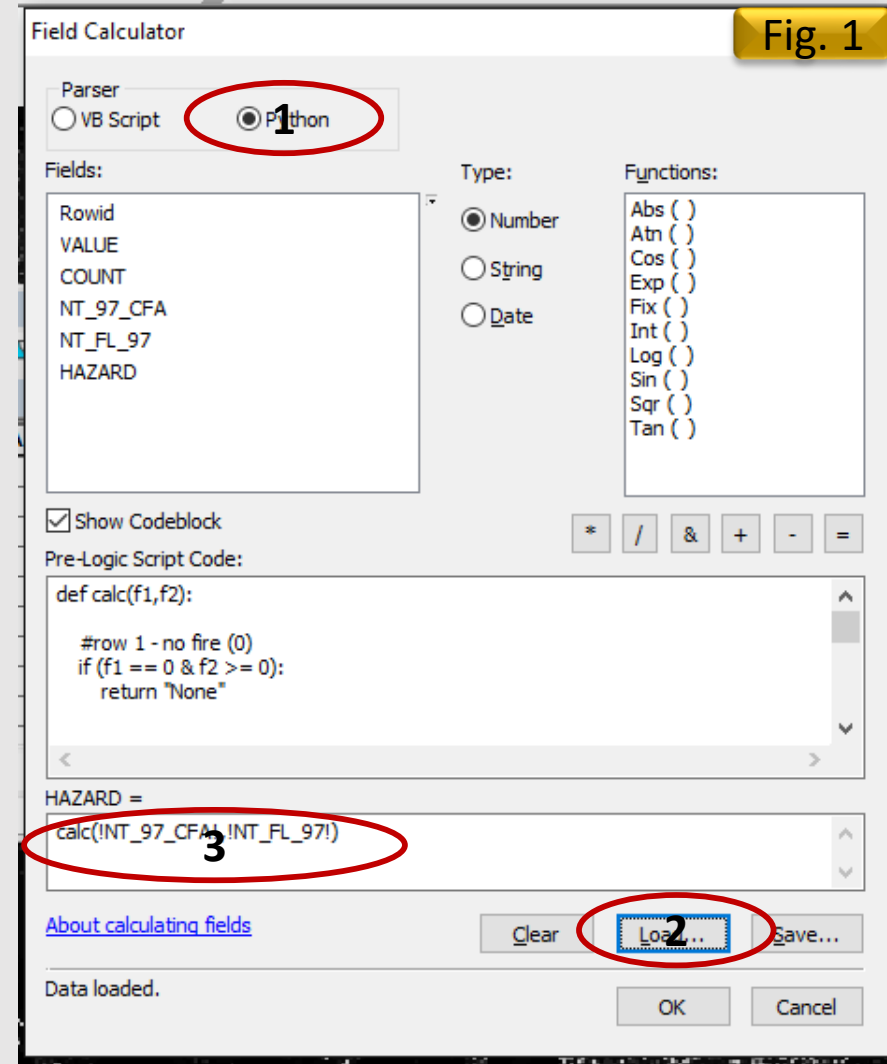 Field Calculator
Fig. 1
Parser
VB Script
Python
1
Fields:
Type:
Functions:
Rowid
VALUE
COUNT
NT_97_CFA
NT_FL_97
HAZARD
Number
String
Date
Abs ( )
Atn ( )
Cos ( )
Exp ( )
Fix ( )
Int ( )
Log ( )
Sin ( )
Sqr ( )
Tan ( )
Show Codeblock
* / & + - =
Pre-Logic Script Code:
def calc(f1,f2):
#row 1 - no fire (0)
if (f1 == 0 & f2 >= 0):
return "None"
HAZARD =
calc(!NT_97_CFA!,!NT_FL_97!)
3
About calculating fields
Clear
Load...
2
Save...
Data loaded.
OK
Cancel